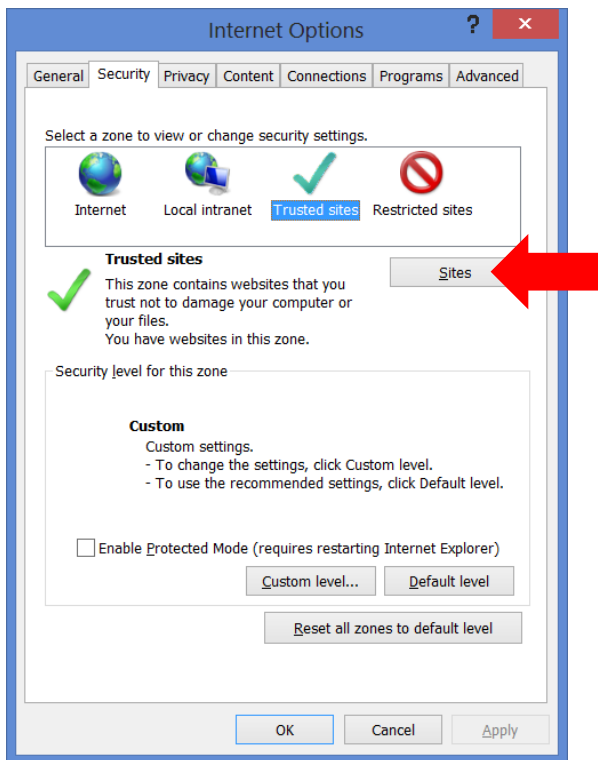 Internet Options
?
×
General Security Privacy Content Connections Programs Advanced
Select a zone to view or change security settings.
Internet Local intranet Trusted sites Restricted sites
Trusted sites
Sites
This zone contains websites that you
trust not to damage your computer or
your files.
You have websites in this zone.
Security level for this zone
Custom
Custom settings.
- To change the settings, click Custom level.
- To use the recommended settings, click Default level.
Enable Protected Mode (requires restarting Internet Explorer)
Custom level... Default level
Reset all zones to default level
OK Cancel Apply